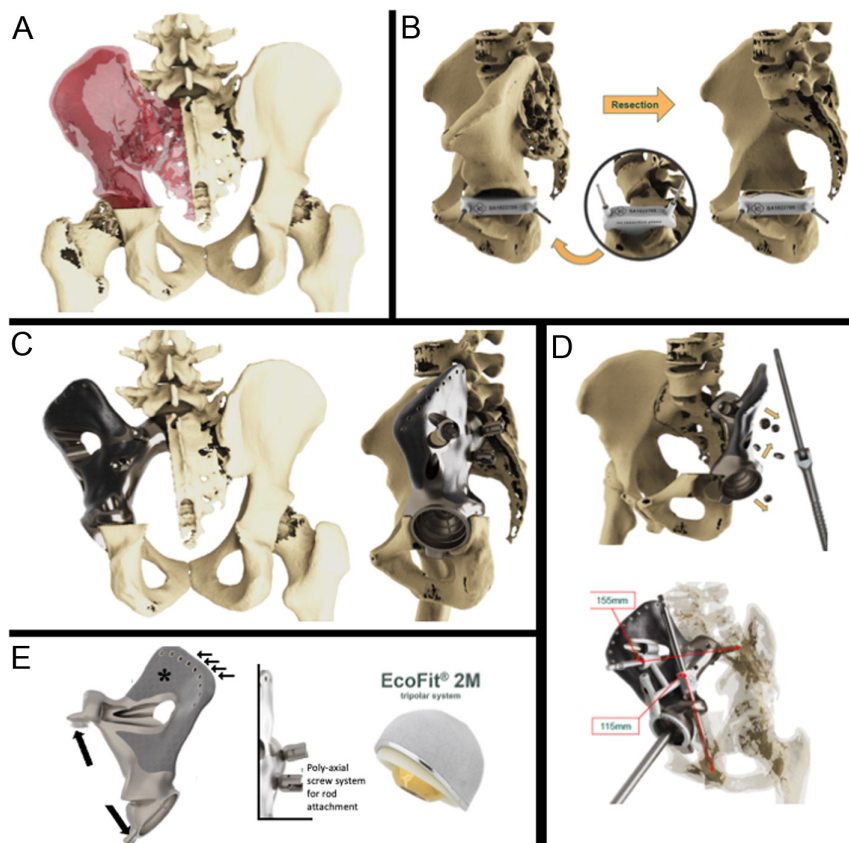 A
B
Resection
C
D
155mm
115mm
E
*
EcoFit® 2M
tripolar system
Poly-axial
screw system
for rod
attachment